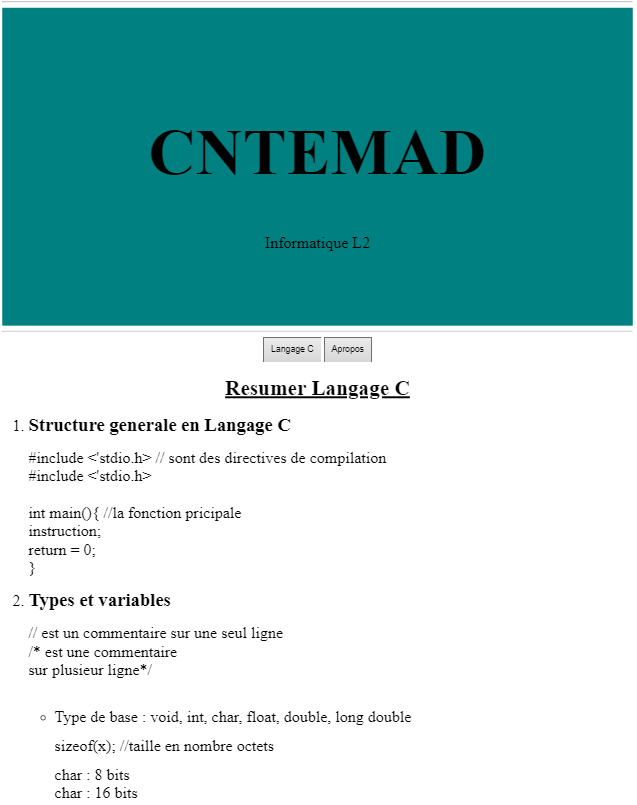 CNTEMAD
Informatique L2
Langage C
Apropos
Resumer Langage C
1. Structure generale en Langage C
#include <'stdio.h> // sont des directives de compilation
#include <'stdio.h>
int main(){ //la fonction pricipale
instruction;
return = 0;
}
2. Types et variables
// est un commentaire sur une seul ligne
/* est une commentaire
sur plusieur ligne*/
Type de base : void, int, char, float, double, long double
sizeof(x); //taille en nombre octets
char : 8 bits
char : 16 bits